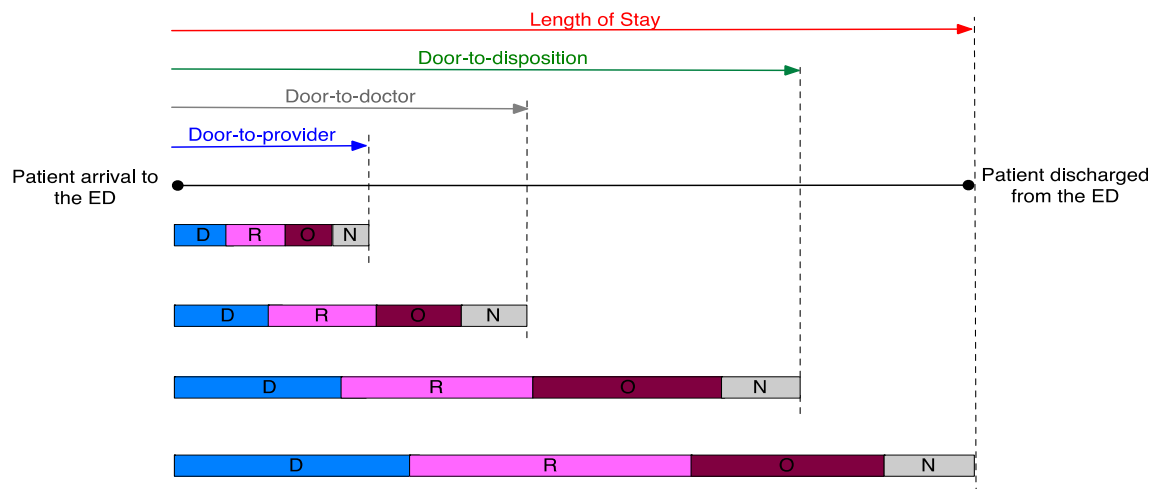 Length of Stay
Door-to-disposition
Door-to-doctor
Door-to-provider
Patient arrival to
the ED
Patient discharged
from the ED
D R O N
D R O N
D R O N
D R O N